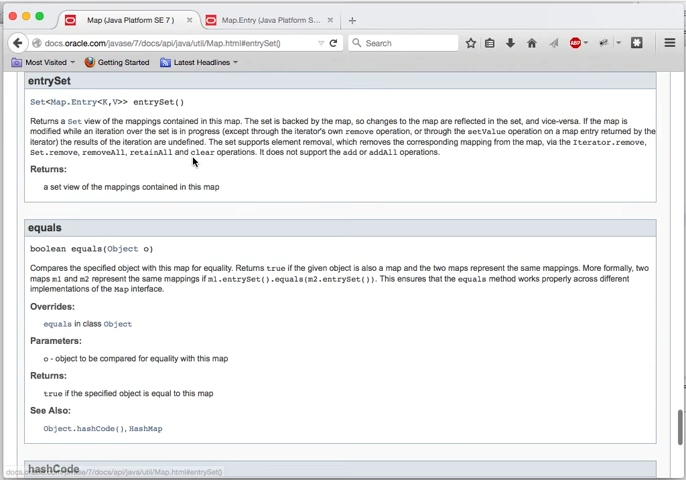 Map (Java Platform SE 7 )
Map.Entry (Java Platform S...
docs.oracle.com/javase/7/docs/api/java/util/Map.html#entrySet()
Search
ABP
Most Visited
Getting Started
Latest Headlines
entrySet
Set<Map.Entry<K,V>> entrySet()
Returns a Set view of the mappings contained in this map. The set is backed by the map, so changes to the map are reflected in the set, and vice-versa. If the map is
modified while an iteration over the set is in progress (except through the iterator's own remove operation, or through the setValue operation on a map entry returned by the
iterator) the results of the iteration are undefined. The set supports element removal, which removes the corresponding mapping from the map, via the Iterator.remove,
Set.remove, removeAll, retainAll and clear operations. It does not support the add or addAll operations.
Returns:
a set view of the mappings contained in this map
equals
boolean equals(Object o)
Compares the specified object with this map for equality. Returns true if the given object is also a map and the two maps represent the same mappings. More formally, two
maps m1 and m2 represent the same mappings if m1.entrySet().equals(m2.entrySet()). This ensures that the equals method works properly across different
implementations of the Map interface.
Overrides:
equals in class Object
Parameters:
o - object to be compared for equality with this map
Returns:
true if the specified object is equal to this map
See Also:
Object.hashCode(), HashMap
hashCode
docs.oracle.com/javase/7/docs/api/java/util/Map.html#entrySet()